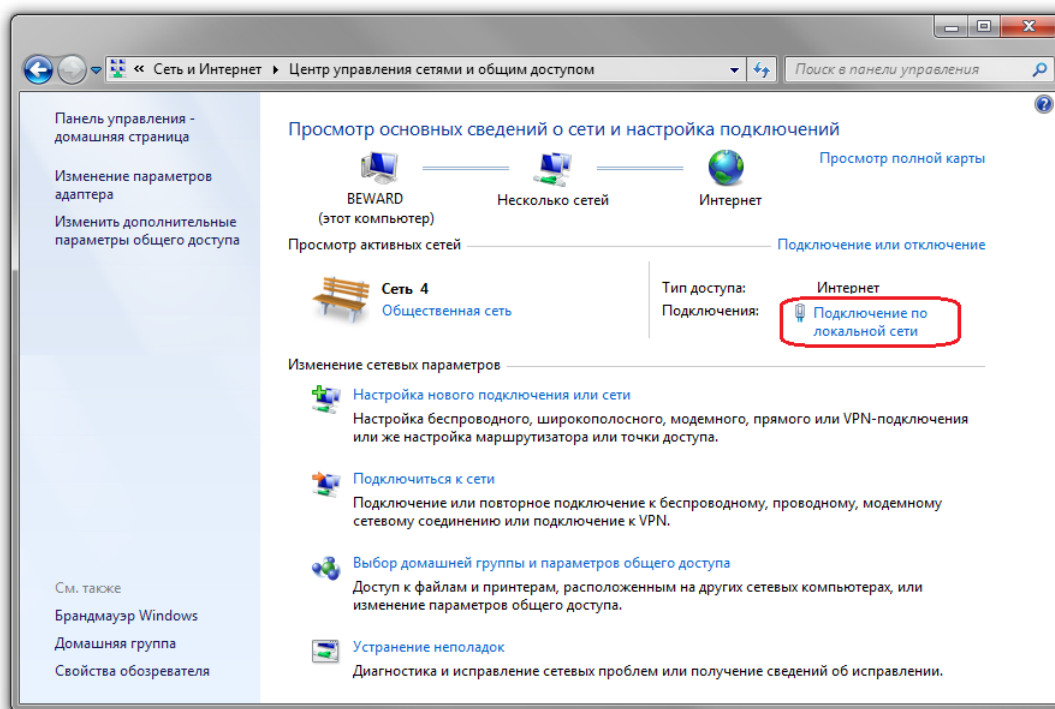 « Сеть и Интернет ▸ Центр управления сетями и общим доступом
Поиск в панели управления
Панель управления -
домашняя страница
Изменение параметров
адаптера
Изменить дополнительные
параметры общего доступа
См. также
Брандмауэр Windows
Домашняя группа
Свойства обозревателя
Просмотр основных сведений о сети и настройка подключений
Просмотр полной карты
BEWARD
(этот компьютер)
Несколько сетей
Интернет
Просмотр активных сетей
Подключение или отключение
Сеть 4
Общественная сеть
Тип доступа: Интернет
Подключения: Подключение по
локальной сети
Изменение сетевых параметров
Настройка нового подключения или сети
Настройка беспроводного, широкополосного, модемного, прямого или VPN-подключения
или же настройка маршрутизатора или точки доступа.
Подключиться к сети
Подключение или повторное подключение к беспроводному, проводному, модемному
сетевому соединению или подключение к VPN.
Выбор домашней группы и параметров общего доступа
Доступ к файлам и принтерам, расположенным на других сетевых компьютерах, или
изменение параметров общего доступа.
Устранение неполадок
Диагностика и исправление сетевых проблем или получение сведений об исправлении.